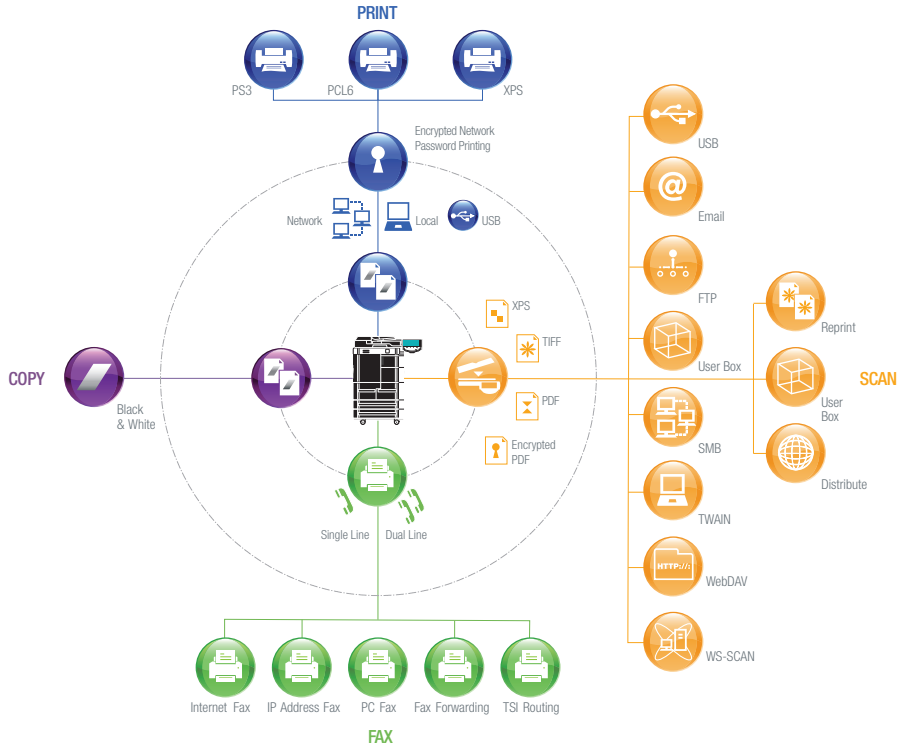 PRINT
PS3
PCL6
XPS
Encrypted Network
Password Printing
Network
Local
USB
XPS
TIFF
PDF
Encrypted
PDF
COPY
Black
& White
SCAN
USB
Email
FTP
User Box
SMB
TWAIN
HTTP://:
WebDAV
WS-SCAN
Reprint
User
Box
Distribute
Single Line
Dual Line
Internet Fax
IP Address Fax
PC Fax
Fax Forwarding
TSI Routing
FAX